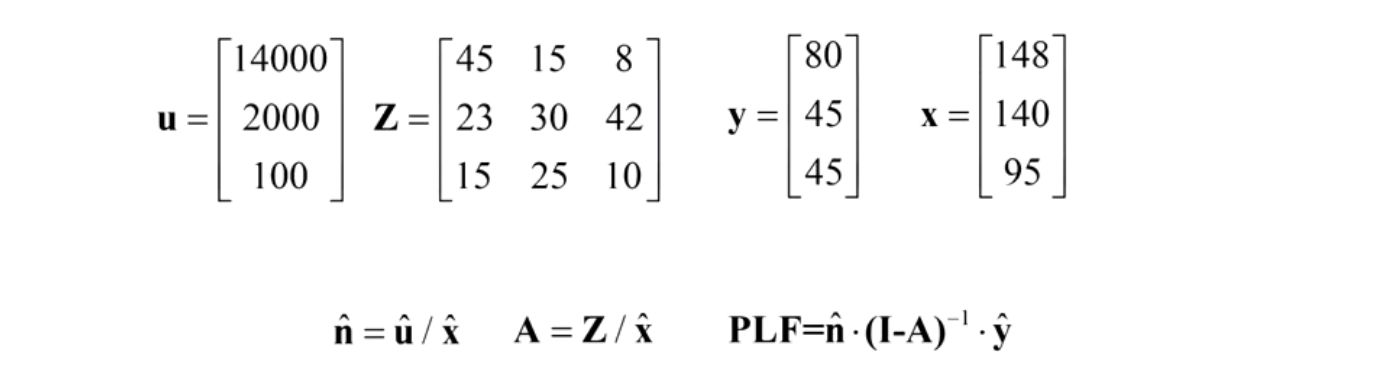 u = [14000 2000 100] Z = [45 15 8 23 30 42 15 25 10] y = [80 45 45] x = [148 140 95]
n̂ = û / x̂ A = Z / x̂ PLF=n̂ · (I-A)⁻¹ · ŷ